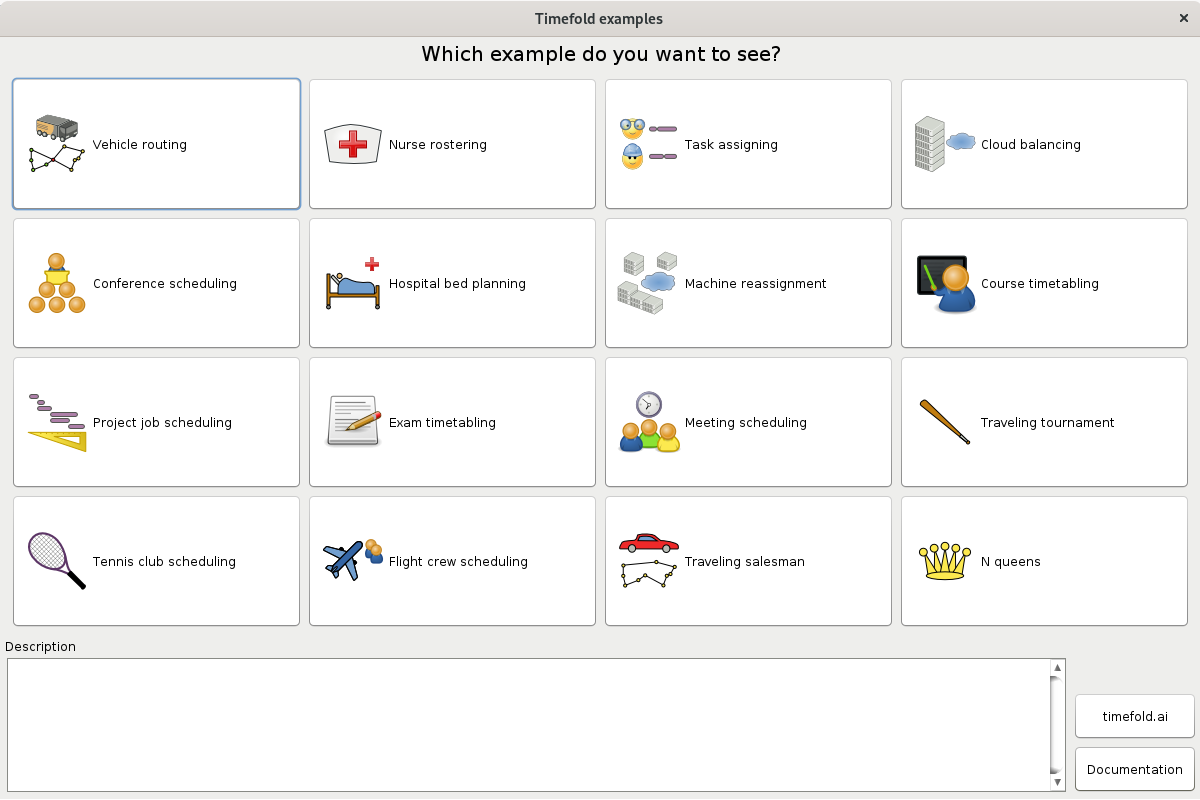 Timefold examples
Which example do you want to see?
Vehicle routing
Nurse rostering
Task assigning
Cloud balancing
Conference scheduling
Hospital bed planning
Machine reassignment
Course timetabling
Project job scheduling
Exam timetabling
Meeting scheduling
Traveling tournament
Tennis club scheduling
Flight crew scheduling
Traveling salesman
N queens
Description
timefold.ai
Documentation